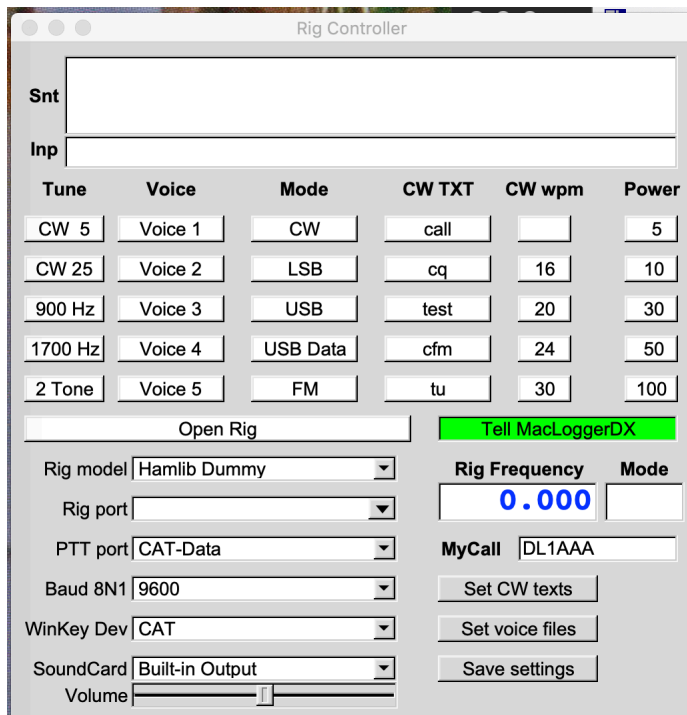 Rig Controller
Snt
Inp
Tune Voice Mode CW TXT CW wpm Power
CW 5 Voice 1 CW call 5
CW 25 Voice 2 LSB cq 16 10
900 Hz Voice 3 USB test 20 30
1700 Hz Voice 4 USB Data cfm 24 50
2 Tone Voice 5 FM tu 30 100
Open Rig Tell MacLoggerDX
Rig model Hamlib Dummy Rig Frequency Mode
Rig port 0.000
PTT port CAT-Data MyCall DL1AAA
Baud 8N1 9600 Set CW texts
WinKey Dev CAT Set voice files
SoundCard Built-in Output Save settings
Volume